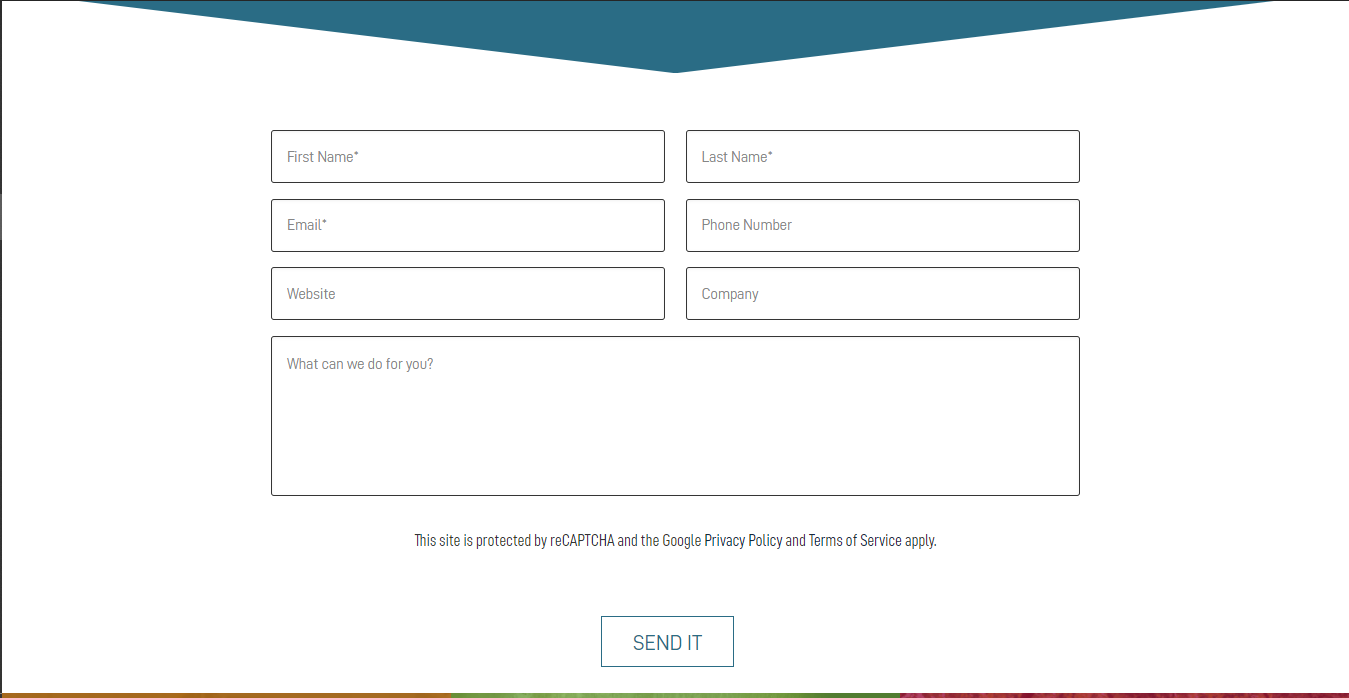 First Name*
Last Name*
Email*
Phone Number
Website
Company
What can we do for you?
This site is protected by reCAPTCHA and the Google Privacy Policy and Terms of Service apply.
SEND IT